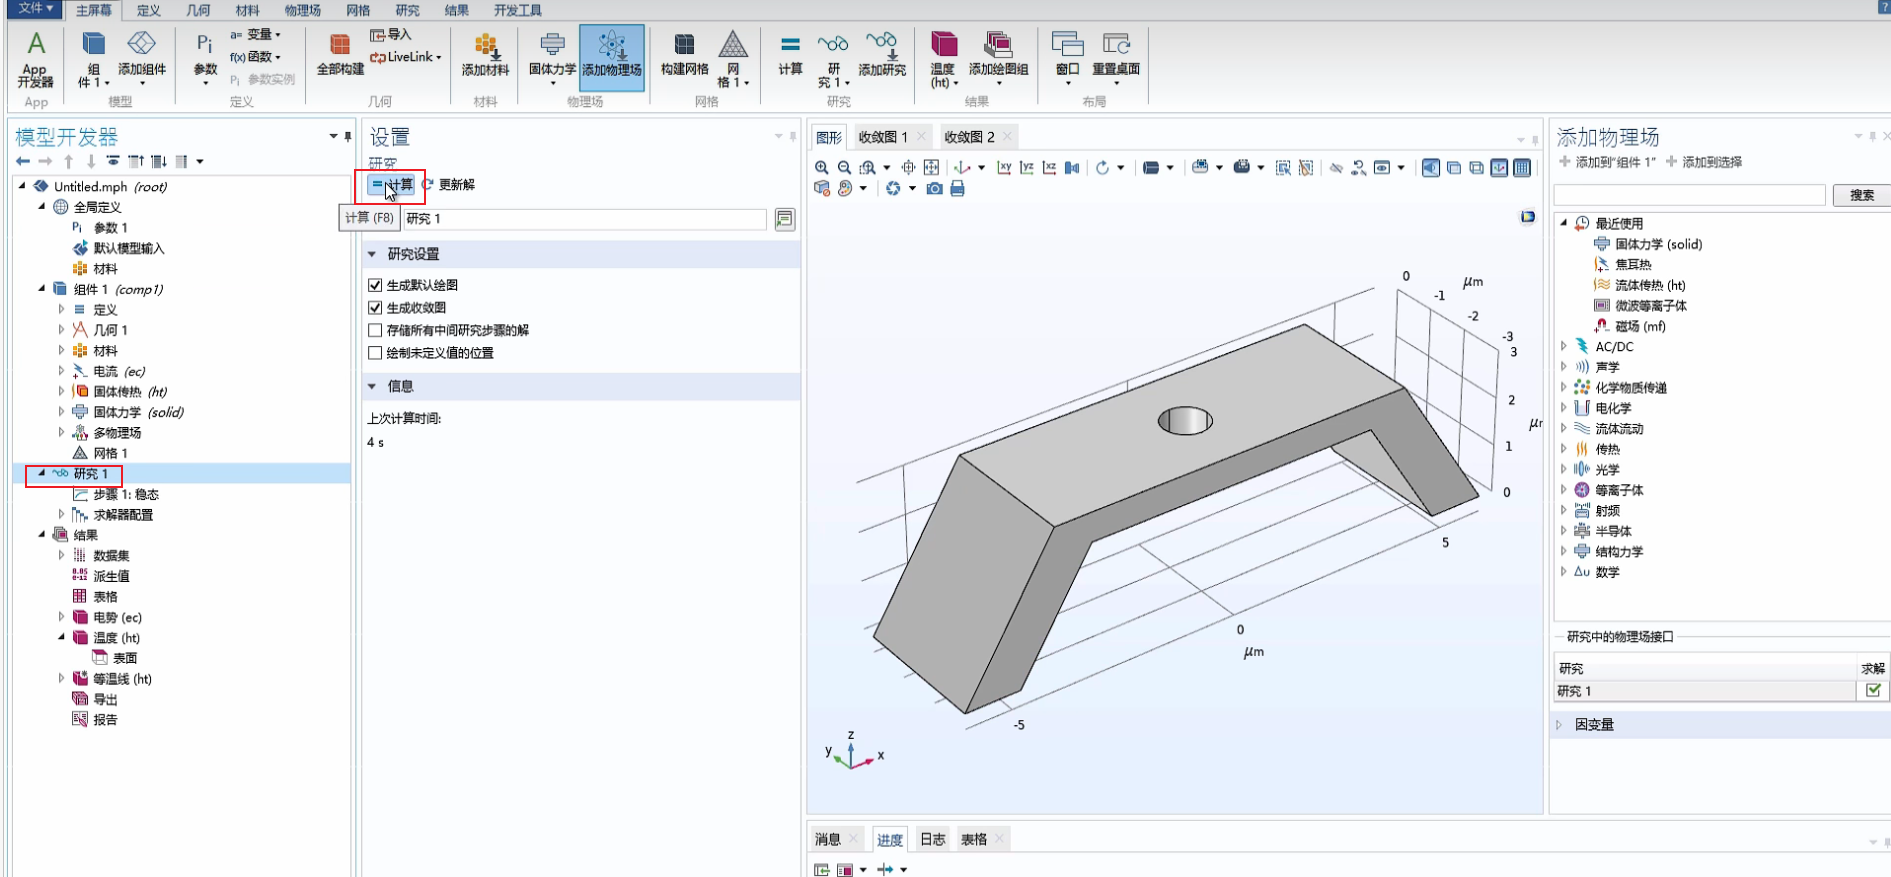 文件
主屏幕
定义
几何
材料
物理场
网格
研究
结果
开发工具
?
App
开发器
App
组
件 1
添加组件
模型
Pi
参数
a= 变量
f(x) 函数
Pi 参数实例
定义
全部构建
导入
LiveLink
几何
添加材料
材料
固体力学
添加物理场
物理场
构建网格
网
格 1
网格
计算
研
究 1
添加研究
研究
温度
(ht)
添加绘图组
结果
窗口
重置桌面
布局
模型开发器
Untitled.mph (root)
全局定义
Pi 参数 1
默认模型输入
材料
组件 1 (comp1)
定义
几何 1
材料
电流 (ec)
固体传热 (ht)
固体力学 (solid)
多物理场
网格 1
研究 1
步骤 1: 稳态
求解器配置
结果
数据集
8.85
e-12 派生值
表格
电势 (ec)
温度 (ht)
表面
等温线 (ht)
导出
报告
设置
研究
= 计算
更新解
计算 (F8)
研究 1
研究设置
生成默认绘图
生成收敛图
存储所有中间研究步骤的解
绘制未定义值的位置
信息
上次计算时间:
4 s
图形
收敛图 1
收敛图 2
xy
yz
xz
0
-1
-2
-3
μm
3
2
1
0
5
0
μm
-5
z
y
x
消息
进度
日志
表格
添加物理场
添加到“组件 1”
添加到选择
搜索
最近使用
固体力学 (solid)
焦耳热
流体传热 (ht)
微波等离子体
磁场 (mf)
AC/DC
声学
化学物质传递
电化学
流体流动
传热
光学
等离子体
射频
半导体
结构力学
Δu 数学
研究中的物理场接口
研究
求解
研究 1
因变量